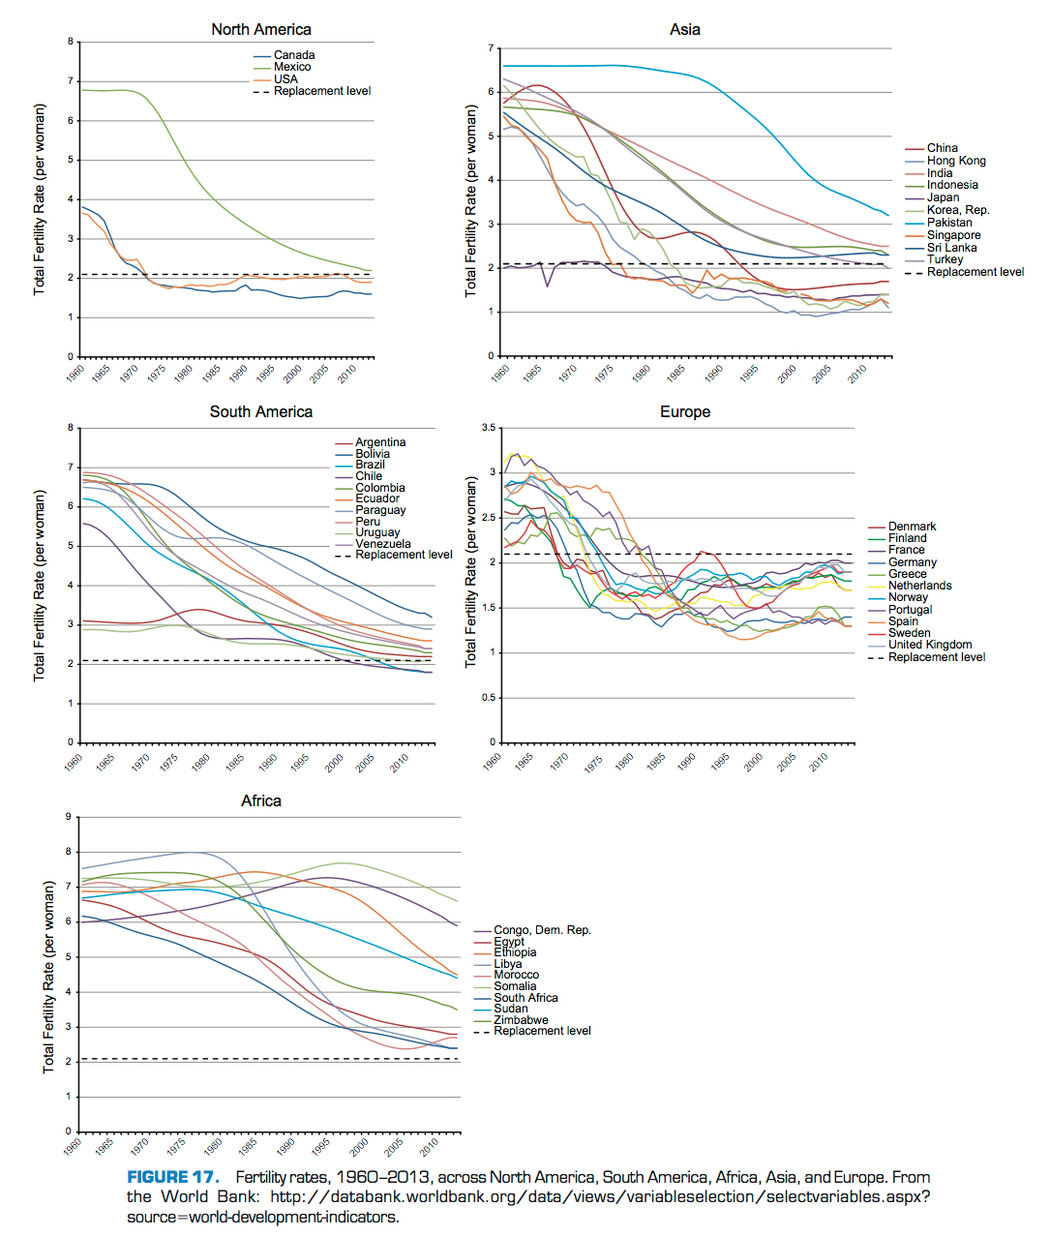 North America
8
7
6
5
4
3
2
1
0
Total Fertility Rate (per woman)
Canada
Mexico
USA
Replacement level
1960
1965
1970
1975
1980
1985
1990
1995
2000
2005
2010
Asia
7
6
5
4
3
2
1
0
Total Fertility Rate (per woman)
China
Hong Kong
India
Indonesia
Japan
Korea, Rep.
Pakistan
Singapore
Sri Lanka
Turkey
Replacement level
1960
1965
1970
1975
1980
1985
1990
1995
2000
2005
2010
South America
8
7
6
5
4
3
2
1
0
Total Fertility Rate (per woman)
Argentina
Bolivia
Brazil
Chile
Colombia
Ecuador
Paraguay
Peru
Uruguay
Venezuela
Replacement level
1960
1965
1970
1975
1980
1985
1990
1995
2000
2005
2010
Europe
3.5
3
2.5
2
1.5
1
0.5
0
Total Fertility Rate (per woman)
Denmark
Finland
France
Germany
Greece
Netherlands
Norway
Portugal
Spain
Sweden
United Kingdom
Replacement level
1960
1965
1970
1975
1980
1985
1990
1995
2000
2005
2010
Africa
9
8
7
6
5
4
3
2
1
0
Total Fertility Rate (per woman)
Congo, Dem. Rep.
Egypt
Ethiopia
Libya
Morocco
Somalia
South Africa
Sudan
Zimbabwe
Replacement level
1960
1965
1970
1975
1980
1985
1990
1995
2000
2005
2010
FIGURE 17. Fertility rates, 1960–2013, across North America, South America, Africa, Asia, and Europe. From
the World Bank: http://databank.worldbank.org/data/views/variableselection/selectvariables.aspx?
source=world-development-indicators.